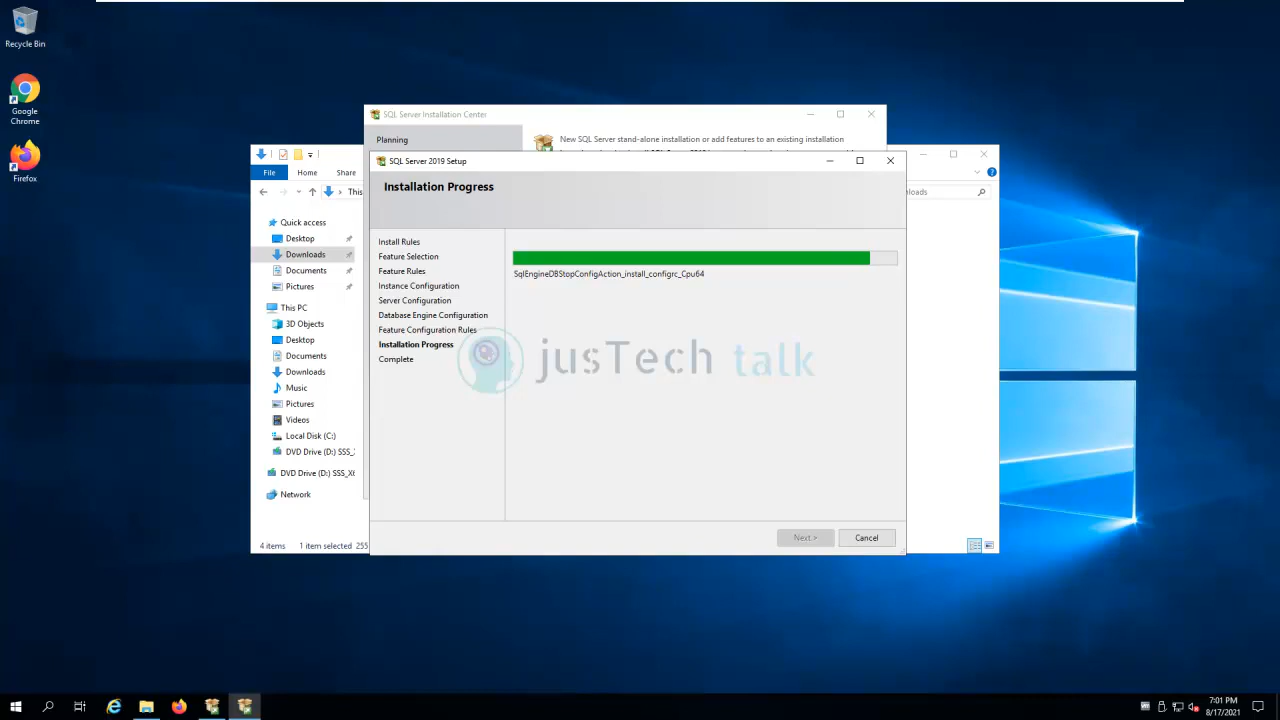 Recycle Bin
Google
Chrome
Firefox
SQL Server Installation Center
Planning
New SQL Server stand-alone installation or add features to an existing installation
SQL Server 2019 Setup
Installation Progress
Install Rules
Feature Selection
Feature Rules
Instance Configuration
Server Configuration
Database Engine Configuration
Feature Configuration Rules
Installation Progress
Complete
SqlEngineDBStopConfigAction_install_configrc_Cpu64
jusTech talk
Next >
Cancel
File
Home
Share
This
Quick access
Desktop
Downloads
Documents
Pictures
This PC
3D Objects
Desktop
Documents
Downloads
Music
Pictures
Videos
Local Disk (C:)
DVD Drive (D:) SSS_X
DVD Drive (D:) SSS_X6
Network
4 items
1 item selected 255
7:01 PM
8/17/2021